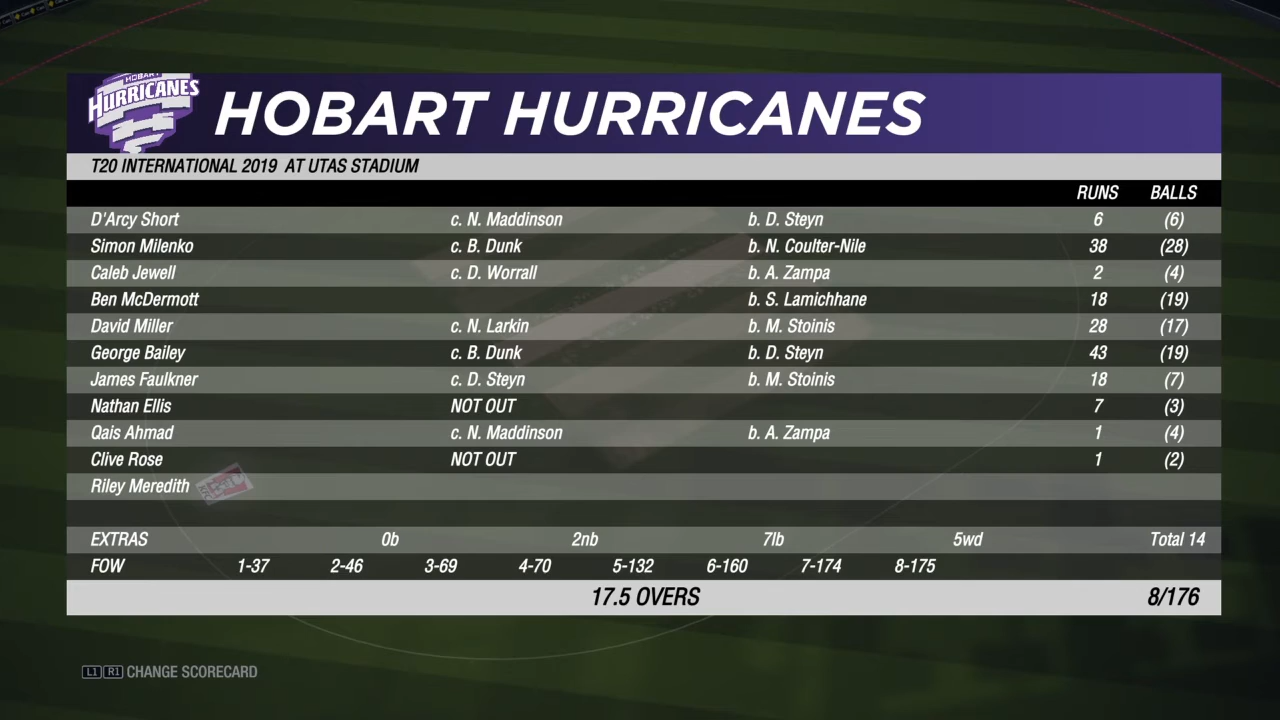 HOBART
HURRICANES
HOBART HURRICANES
T20 INTERNATIONAL 2019 AT UTAS STADIUM
RUNS BALLS
D'Arcy Short c. N. Maddinson b. D. Steyn 6 (6)
Simon Milenko c. B. Dunk b. N. Coulter-Nile 38 (28)
Caleb Jewell c. D. Worrall b. A. Zampa 2 (4)
Ben McDermott b. S. Lamichhane 18 (19)
David Miller c. N. Larkin b. M. Stoinis 28 (17)
George Bailey c. B. Dunk b. D. Steyn 43 (19)
James Faulkner c. D. Steyn b. M. Stoinis 18 (7)
Nathan Ellis NOT OUT 7 (3)
Qais Ahmad c. N. Maddinson b. A. Zampa 1 (4)
Clive Rose NOT OUT 1 (2)
Riley Meredith
EXTRAS 0b 2nb 7lb 5wd Total 14
FOW 1-37 2-46 3-69 4-70 5-132 6-160 7-174 8-175
17.5 OVERS 8/176
L1 R1 CHANGE SCORECARD